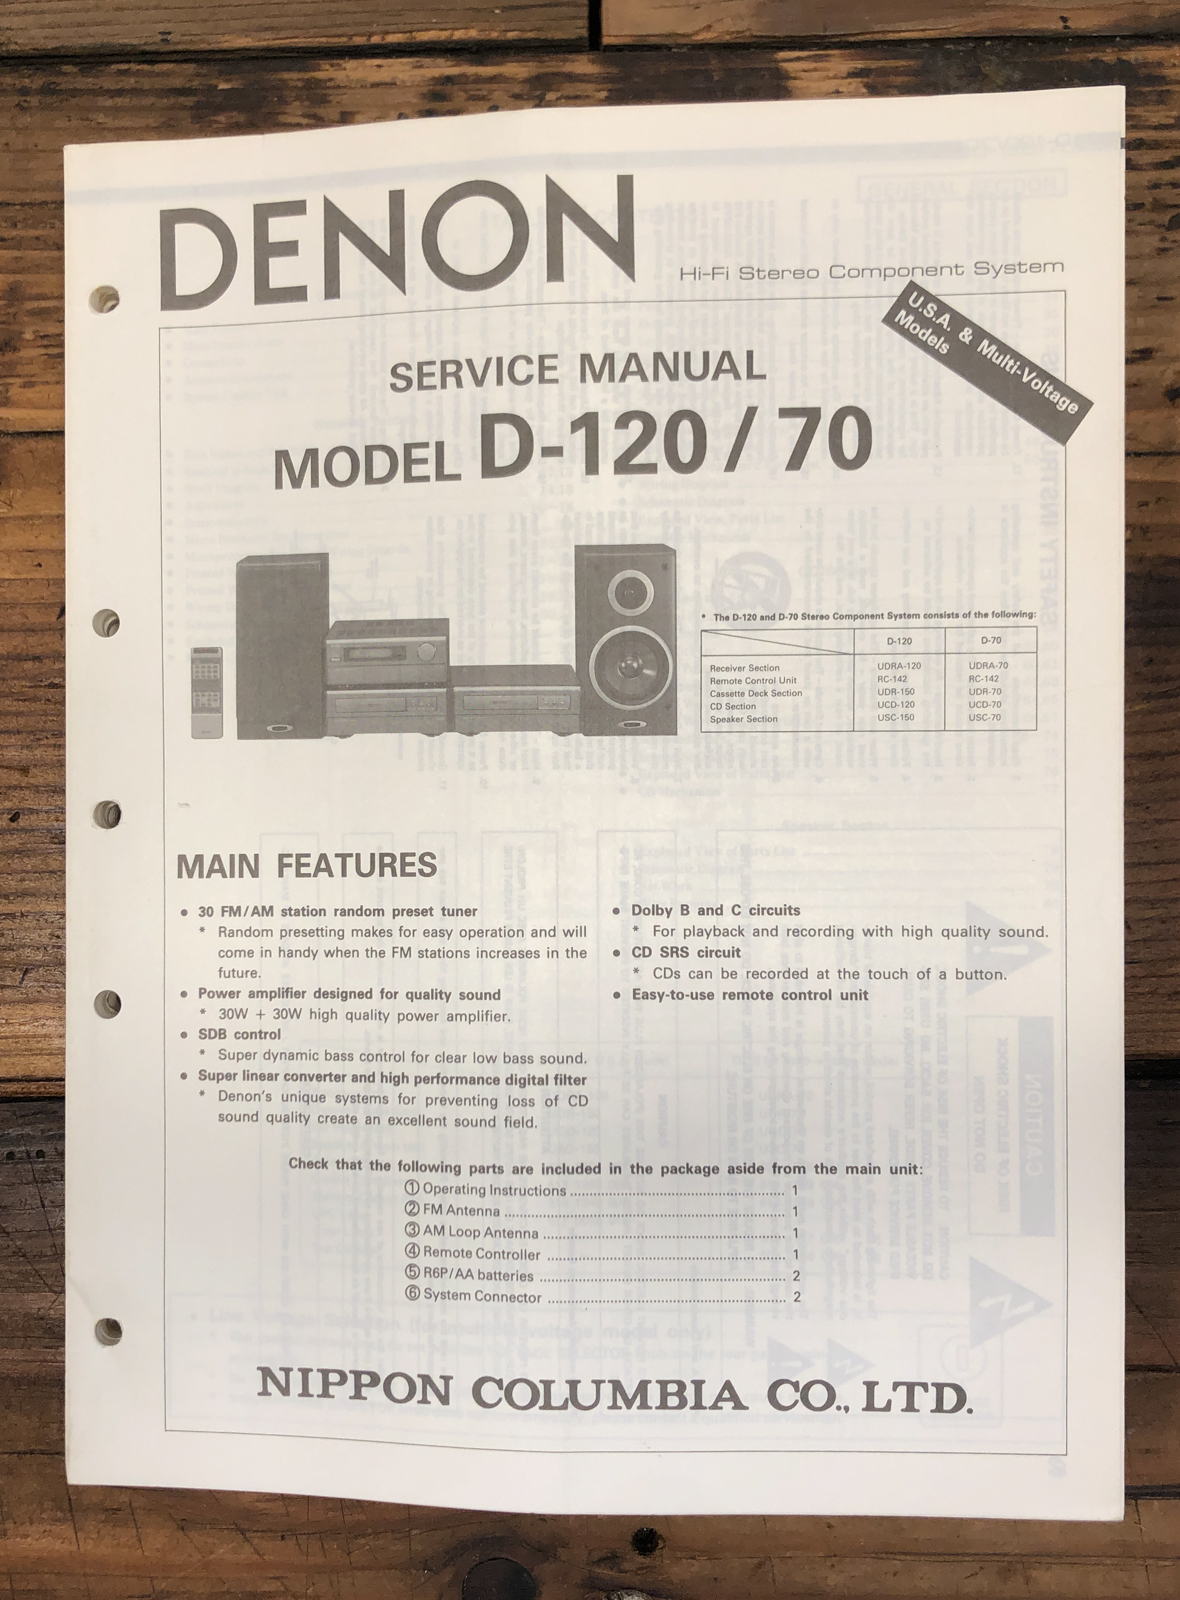 DENON
Hi-Fi Stereo Component System
U.S.A. & Multi-Voltage
Models
SERVICE MANUAL
MODEL D-120 / 70
* The D-120 and D-70 Stereo Component System consists of the following:
D-120 D-70
Receiver Section UDRA-120 UDRA-70
Remote Control Unit RC-142 RC-142
Cassette Deck Section UDR-150 UDR-70
CD Section UCD-120 UCD-70
Speaker Section USC-150 USC-70
MAIN FEATURES
● 30 FM/AM station random preset tuner
* Random presetting makes for easy operation and will
come in handy when the FM stations increases in the
future.
● Power amplifier designed for quality sound
* 30W + 30W high quality power amplifier.
● SDB control
* Super dynamic bass control for clear low bass sound.
● Super linear converter and high performance digital filter
* Denon's unique systems for preventing loss of CD
sound quality create an excellent sound field.
● Dolby B and C circuits
* For playback and recording with high quality sound.
● CD SRS circuit
* CDs can be recorded at the touch of a button.
● Easy-to-use remote control unit
Check that the following parts are included in the package aside from the main unit:
① Operating Instructions ........ 1
② FM Antenna ........ 1
③ AM Loop Antenna ........ 1
④ Remote Controller ........ 1
⑤ R6P/AA batteries ........ 2
⑥ System Connector ........ 2
NIPPON COLUMBIA CO., LTD.